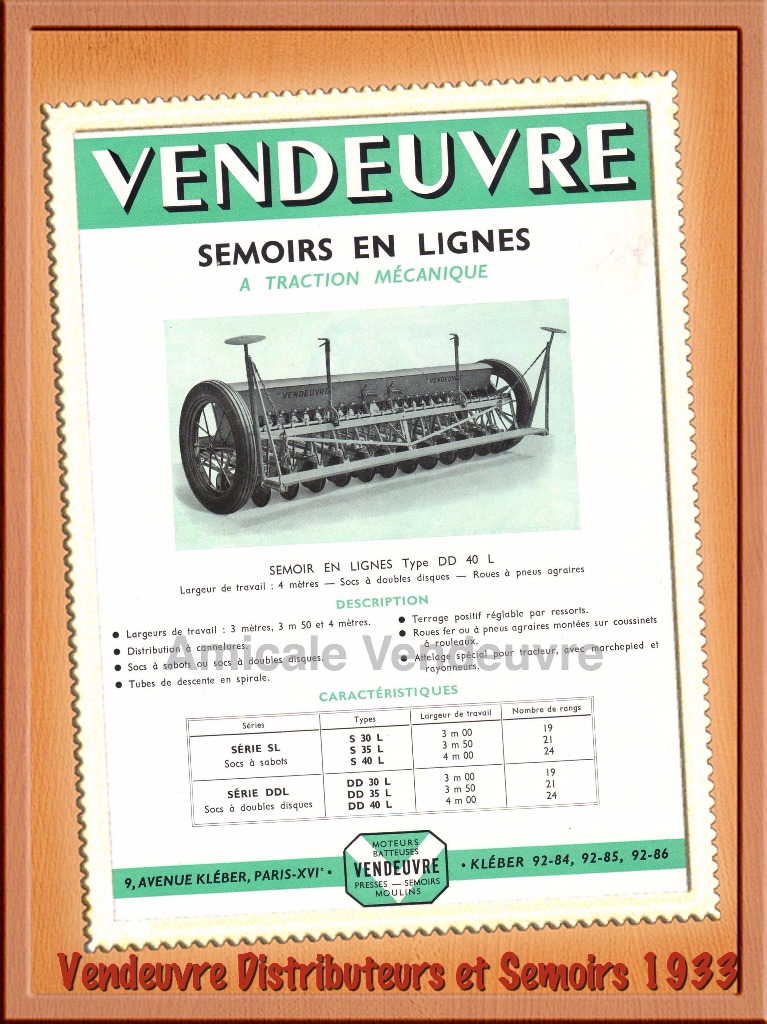 VENDEUVRE
SEMOIRS EN LIGNES
A TRACTION MÉCANIQUE
"VENDEUVRE"
"VENDEUVRE"
SEMOIR EN LIGNES Type DD 40 L
Largeur de travail : 4 mètres — Socs à doubles disques — Roues à pneus agraires
DESCRIPTION
● Largeurs de travail : 3 mètres, 3 m 50 et 4 mètres.
● Distribution à cannelures.
● Socs à sabots ou socs à doubles disques.
● Tubes de descente en spirale.
● Terrage positif réglable par ressorts.
● Roues fer ou à pneus agraires montées sur coussinets
à rouleaux.
● Attelage spécial pour tracteur, avec marchepied et
rayonneurs.
Amicale Vendeuvre
CARACTÉRISTIQUES
Séries Types Largeur de travail Nombre de rangs
SÉRIE SL
Socs à sabots
S 30 L 3 m 00 19
S 35 L 3 m 50 21
S 40 L 4 m 00 24
SÉRIE DDL
Socs à doubles disques
DD 30 L 3 m 00 19
DD 35 L 3 m 50 21
DD 40 L 4 m 00 24
9, AVENUE KLÉBER, PARIS-XVIe •
MOTEURS
BATTEUSES
VENDEUVRE
PRESSES — SEMOIRS
MOULINS
• KLÉBER 92-84, 92-85, 92-86
Vendeuvre Distributeurs et Semoirs 1933